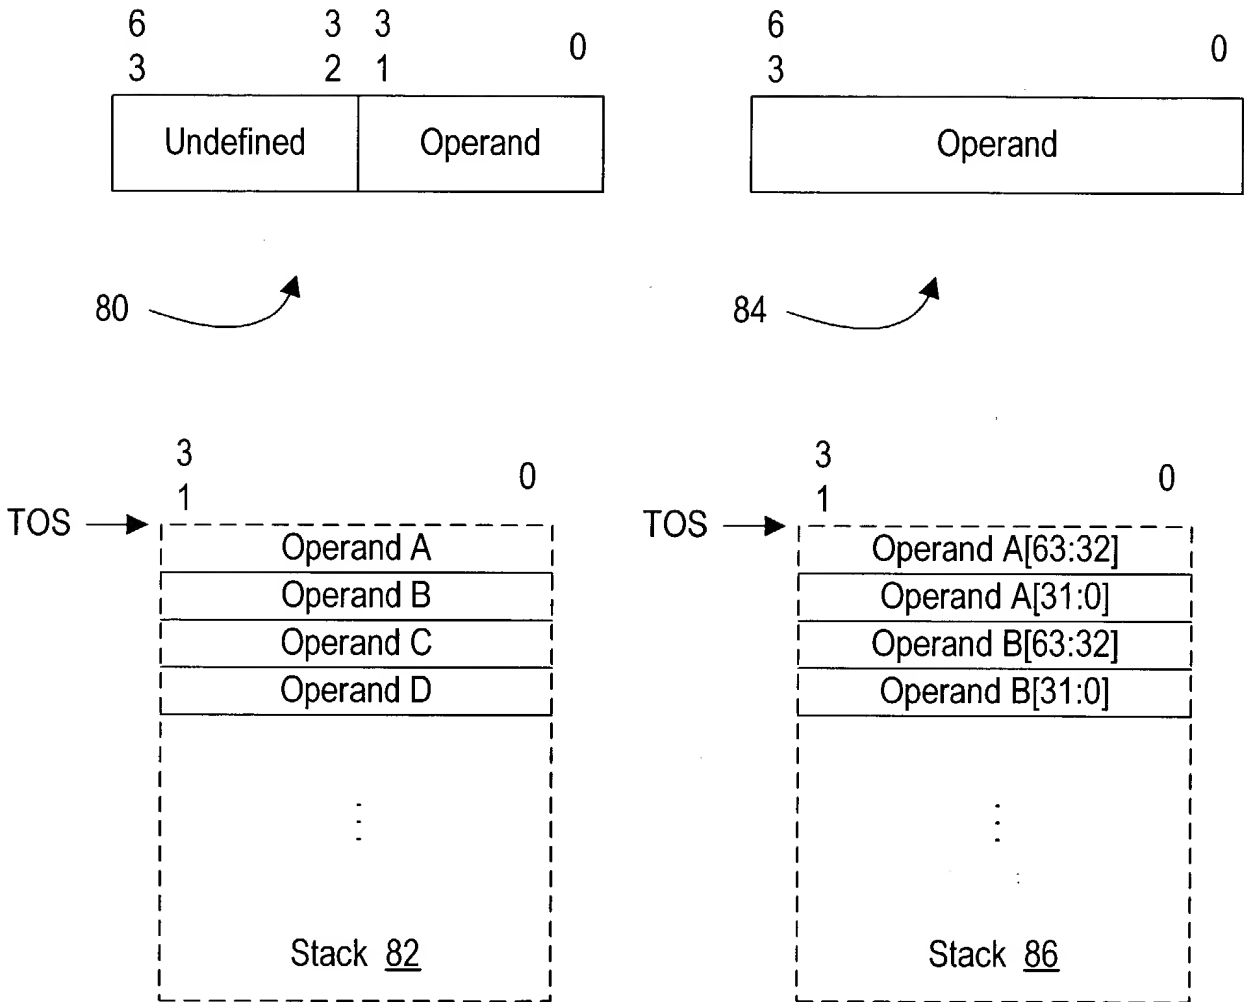 6 3 3 0
3 2 1
Undefined Operand
80
6 0
3
Operand
84
3 0
1
TOS
Operand A
Operand B
Operand C
Operand D
Stack 82
3 0
1
TOS
Operand A[63:32]
Operand A[31:0]
Operand B[63:32]
Operand B[31:0]
Stack 86